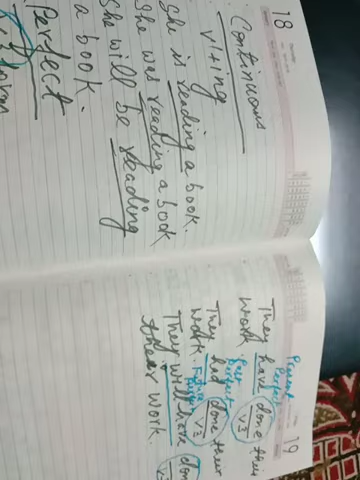 18
Continuous
V1+ing
She is reading a book.
She was reading a book
She will be reading
a book.
Perfect
19
Present
Perfect
They have done their
work.
V3
Past
Perfect
They had done their
work.
V3
Future
Perfect
They will have done
their work.
V3